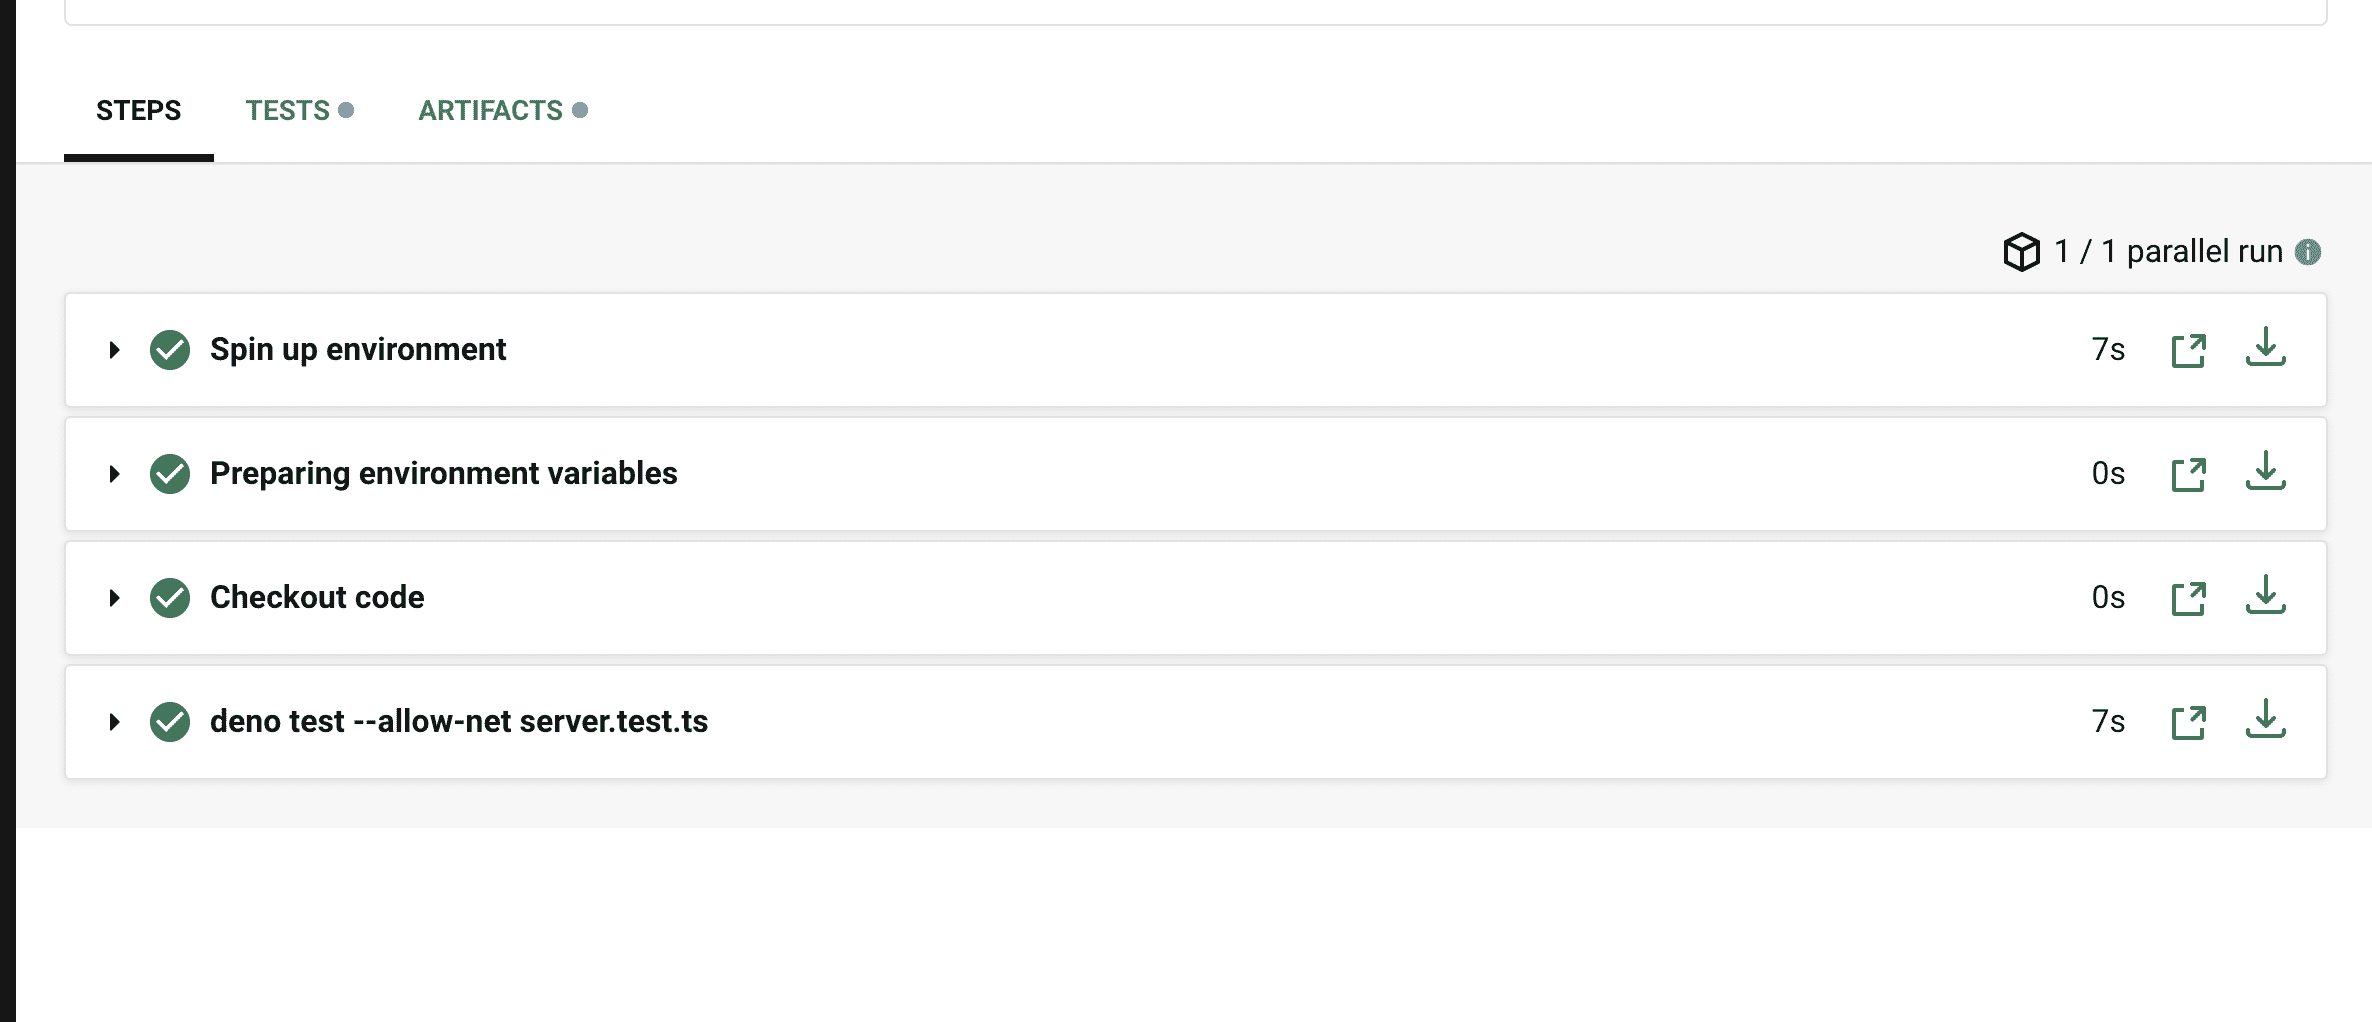 STEPS TESTS ARTIFACTS
1 / 1 parallel run
Spin up environment 7s
Preparing environment variables 0s
Checkout code 0s
deno test --allow-net server.test.ts 7s